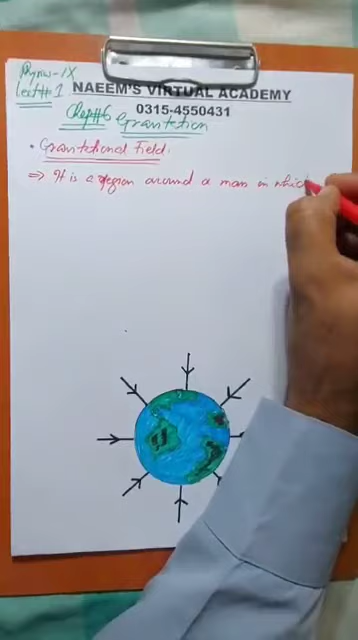 Phyics-IX
Lect#1 NAEEM'S VIRTUAL ACADEMY
0315-4550431
Chap#6 Gravitation
• Gravitational Field:
⇒ It is a region around a mass in which